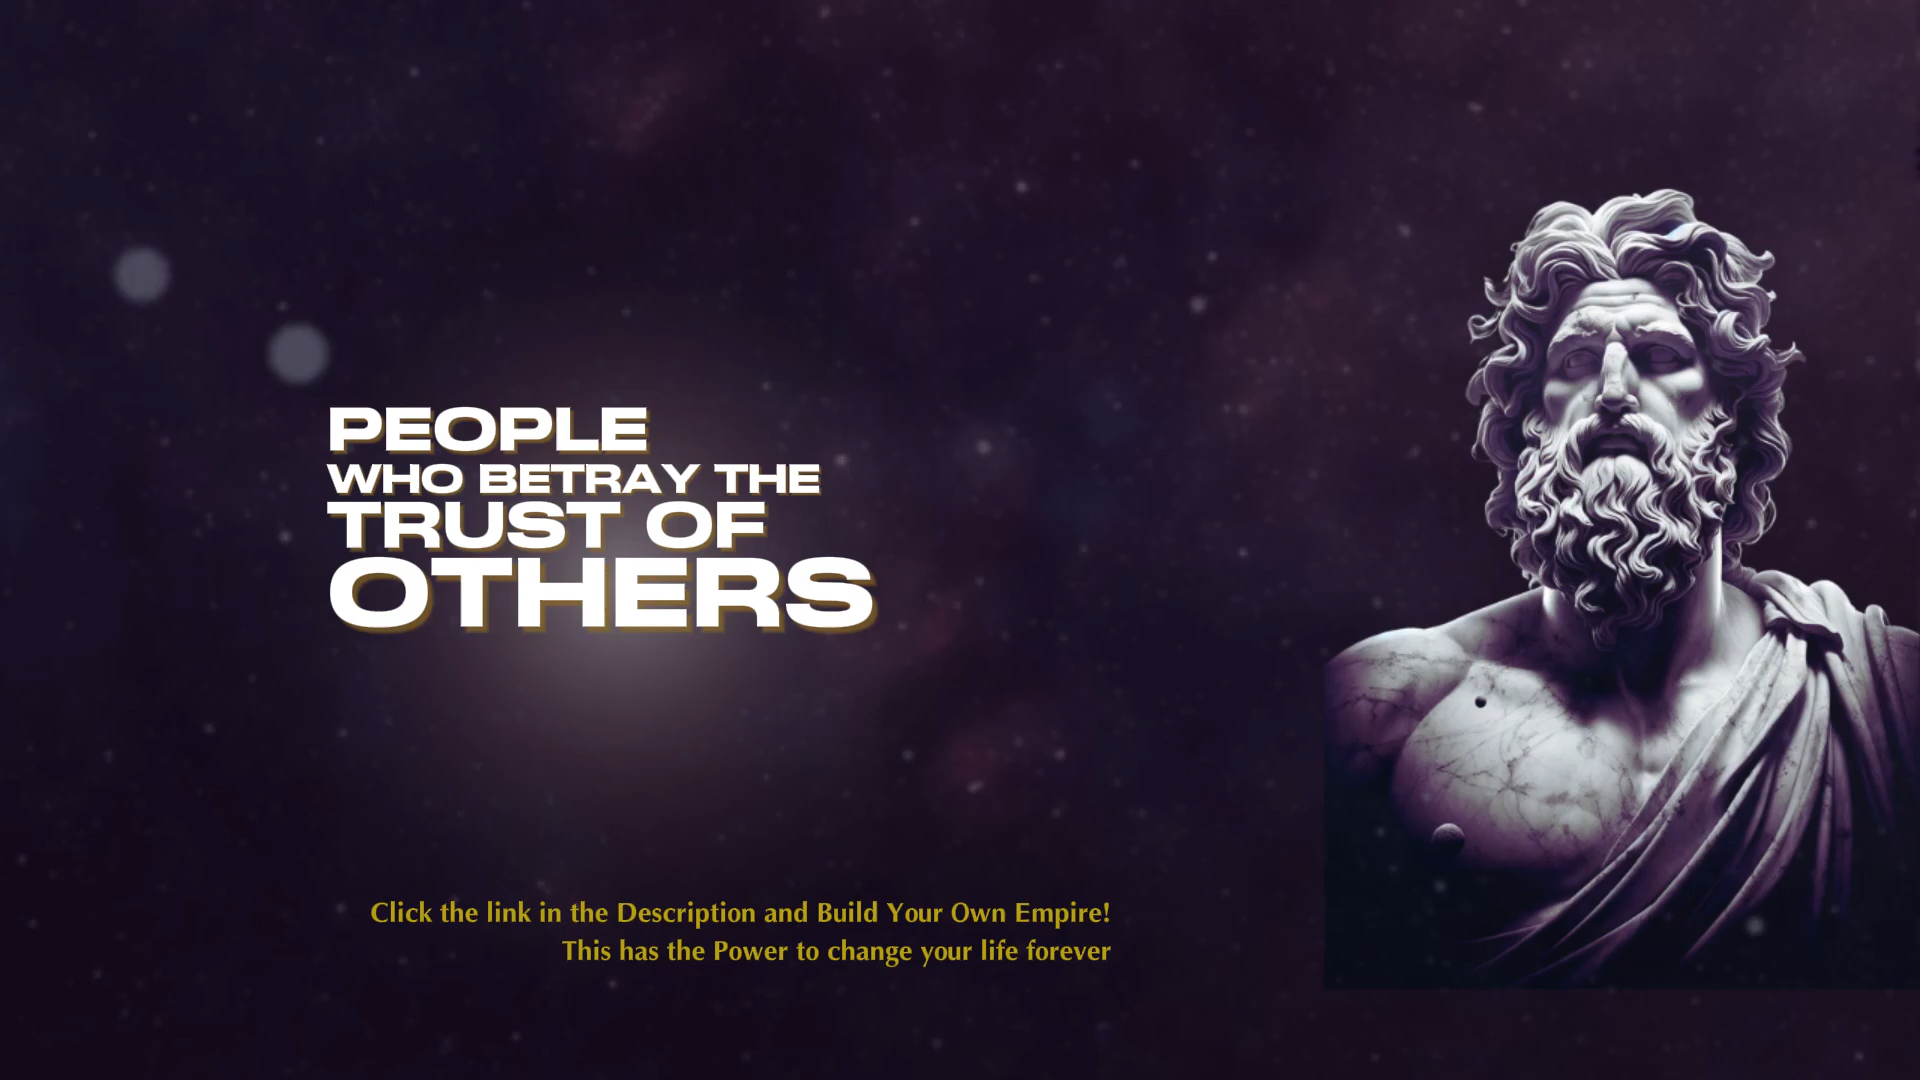 PEOPLE
WHO BETRAY THE
TRUST OF
OTHERS
Click the link in the Description and Build Your Own Empire!
This has the Power to change your life forever